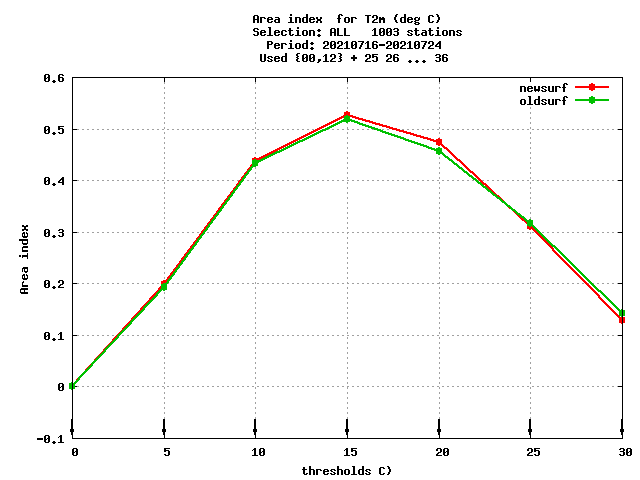 Area index  for T2m (deg C)
Selection: ALL   1003 stations
Period: 20210716-20210724
Used {00,12} + 25 26 ... 36
0.6
newsurf
oldsurf
0.5
0.4
0.3
Area index
0.2
0.1
0
-0.1
0 5 10 15 20 25 30
thresholds C)